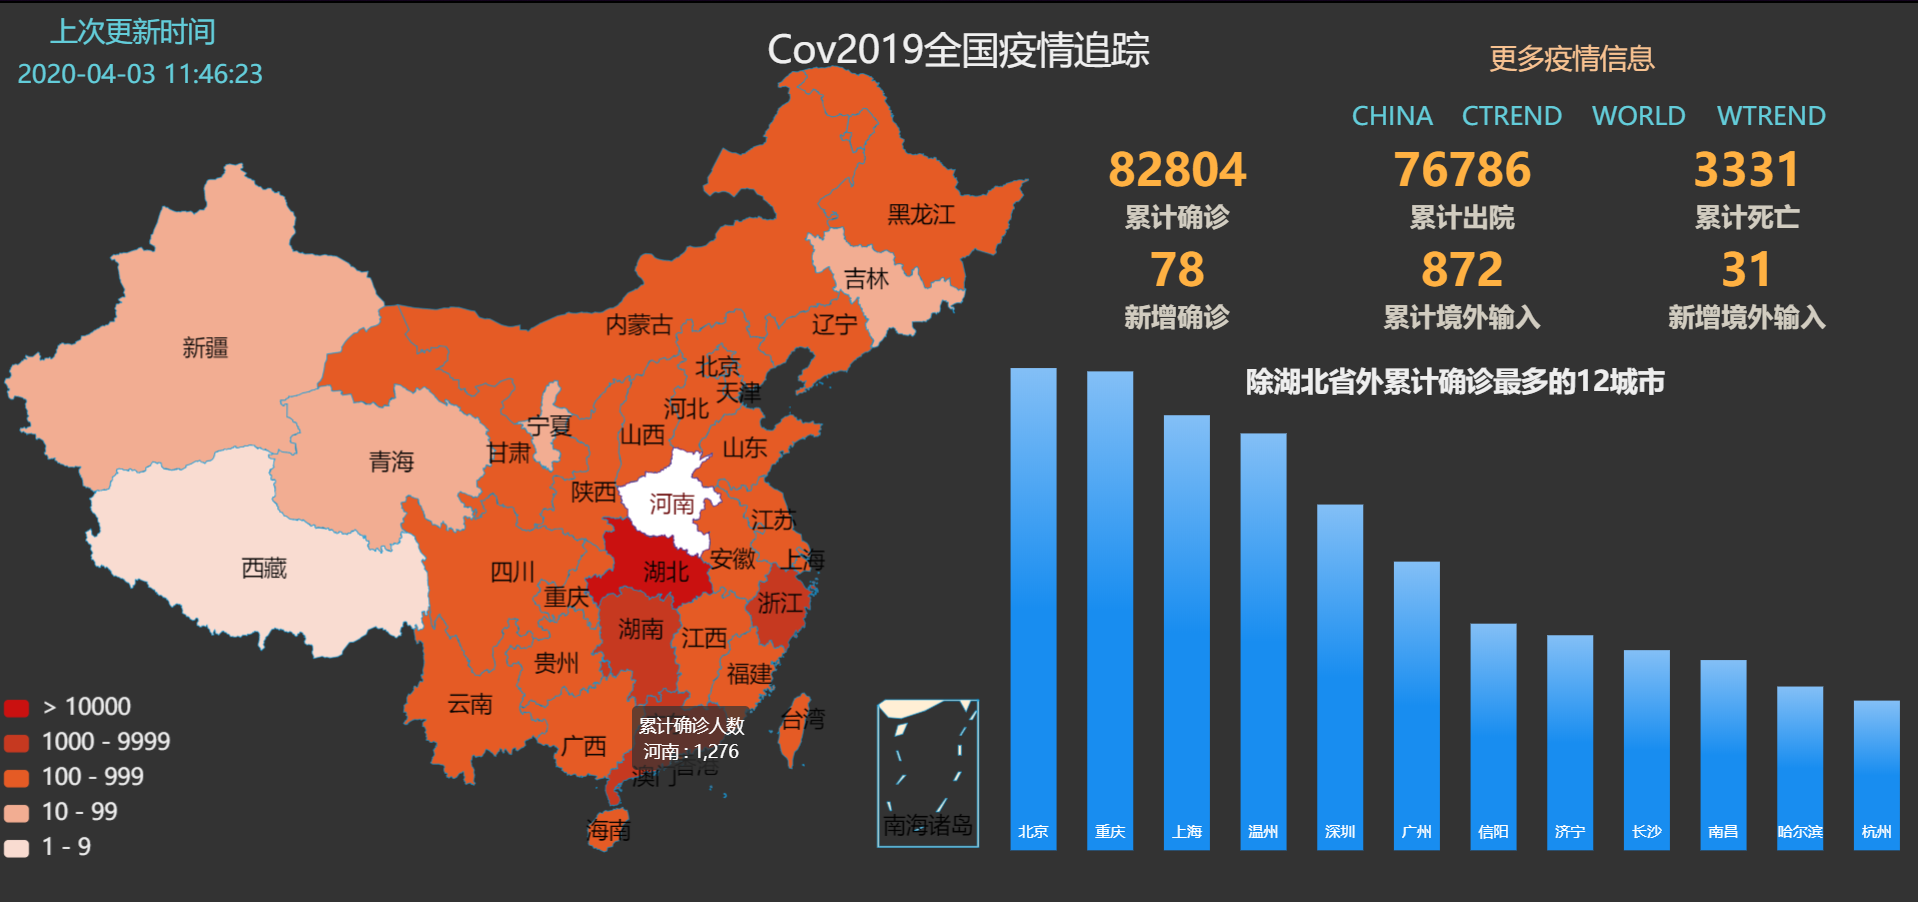 上次更新时间
2020-04-03 11:46:23
Cov2019全国疫情追踪
更多疫情信息
CHINA CTREND WORLD WTREND
82804 76786 3331
累计确诊 累计出院 累计死亡
78 872 31
新增确诊 累计境外输入 新增境外输入
除湖北省外累计确诊最多的12城市
黑龙江
吉林
内蒙古
辽宁
新疆
北京
天津
河北
宁夏
山西
山东
甘肃
青海
陕西
河南
江苏
安徽
上海
西藏
四川
湖北
重庆
浙江
湖南
江西
贵州
福建
云南
台湾
广西
累计确诊人数
河南 : 1,276
香港
澳门
海南
南海诸岛
> 10000
1000 - 9999
100 - 999
10 - 99
1 - 9
北京 重庆 上海 温州 深圳 广州 信阳 济宁 长沙 南昌 哈尔滨 杭州